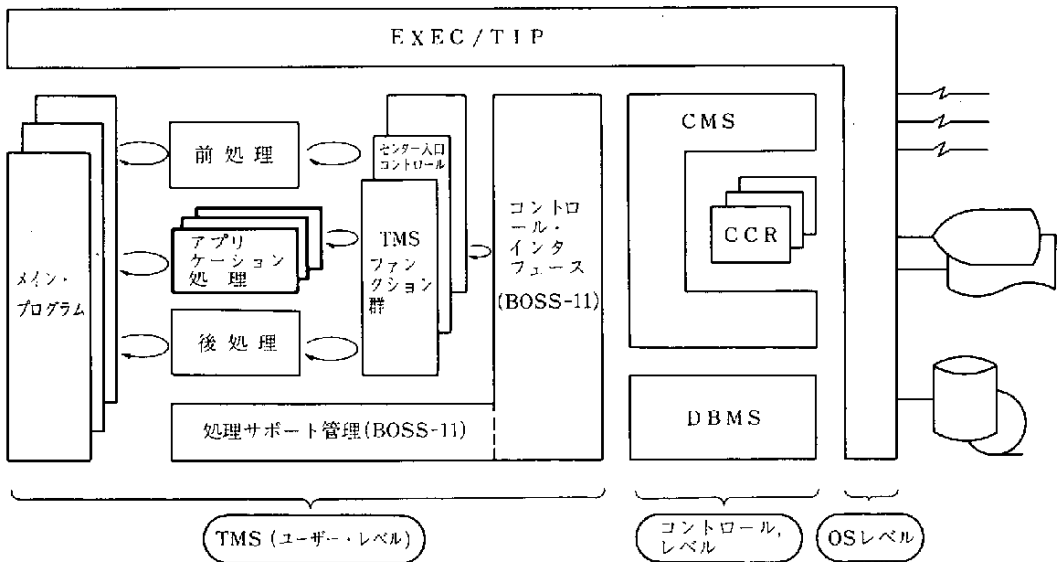 EXEC/TIP
メイン・
プログラム
前処理
アプリ
ケーション
処理
後処理
センター入口
コントロール
TMS
ファン
クション
群
コントロ
ール・
インタ
フュース
(BOSS-11)
処理サポート管理(BOSS-11)
CMS
CCR
DBMS
TMS(ユーザー・レベル)
コントロール,
レベル
OSレベル